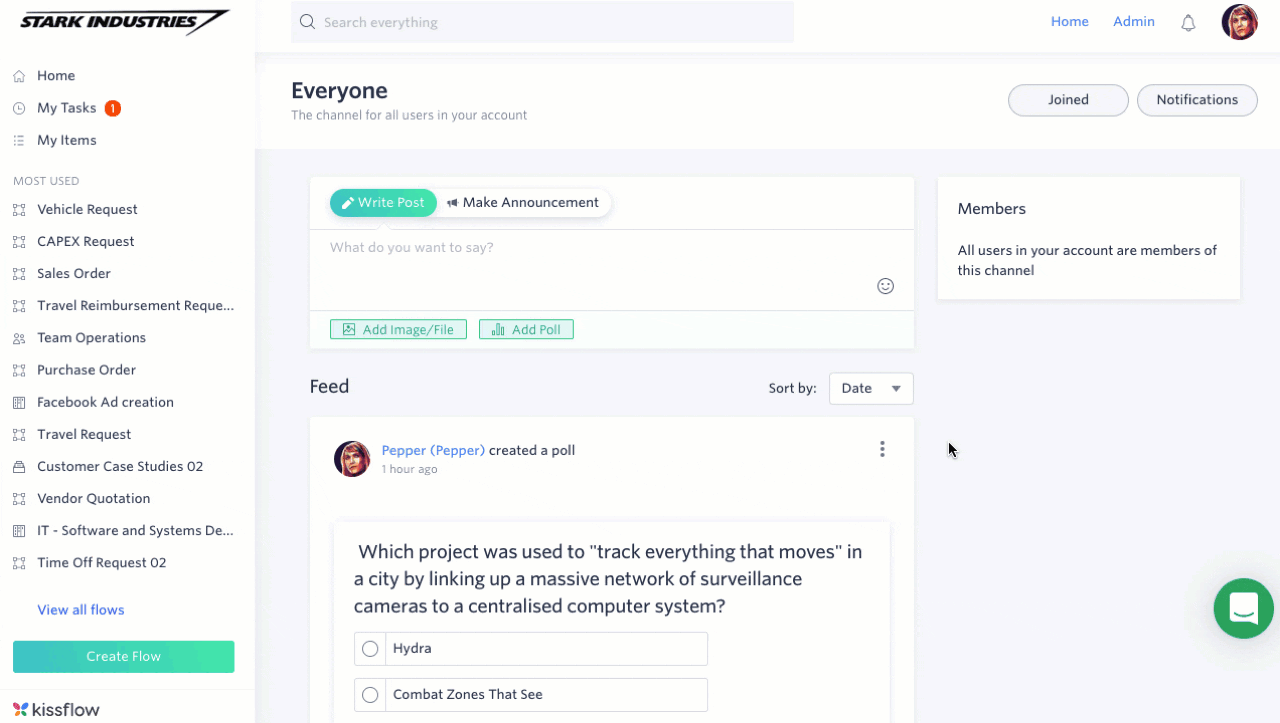 STARK INDUSTRIES
Search everything
Home
Admin
Home
My Tasks 1
My Items
MOST USED
Vehicle Request
CAPEX Request
Sales Order
Travel Reimbursement Reque...
Team Operations
Purchase Order
Facebook Ad creation
Travel Request
Customer Case Studies 02
Vendor Quotation
IT - Software and Systems De...
Time Off Request 02
View all flows
Create Flow
kissflow
Everyone
The channel for all users in your account
Joined
Notifications
Write Post
Make Announcement
What do you want to say?
Add Image/File
Add Poll
Members
All users in your account are members of
this channel
Feed
Sort by:
Date
Pepper (Pepper) created a poll
1 hour ago
Which project was used to "track everything that moves" in
a city by linking up a massive network of surveillance
cameras to a centralised computer system?
Hydra
Combat Zones That See